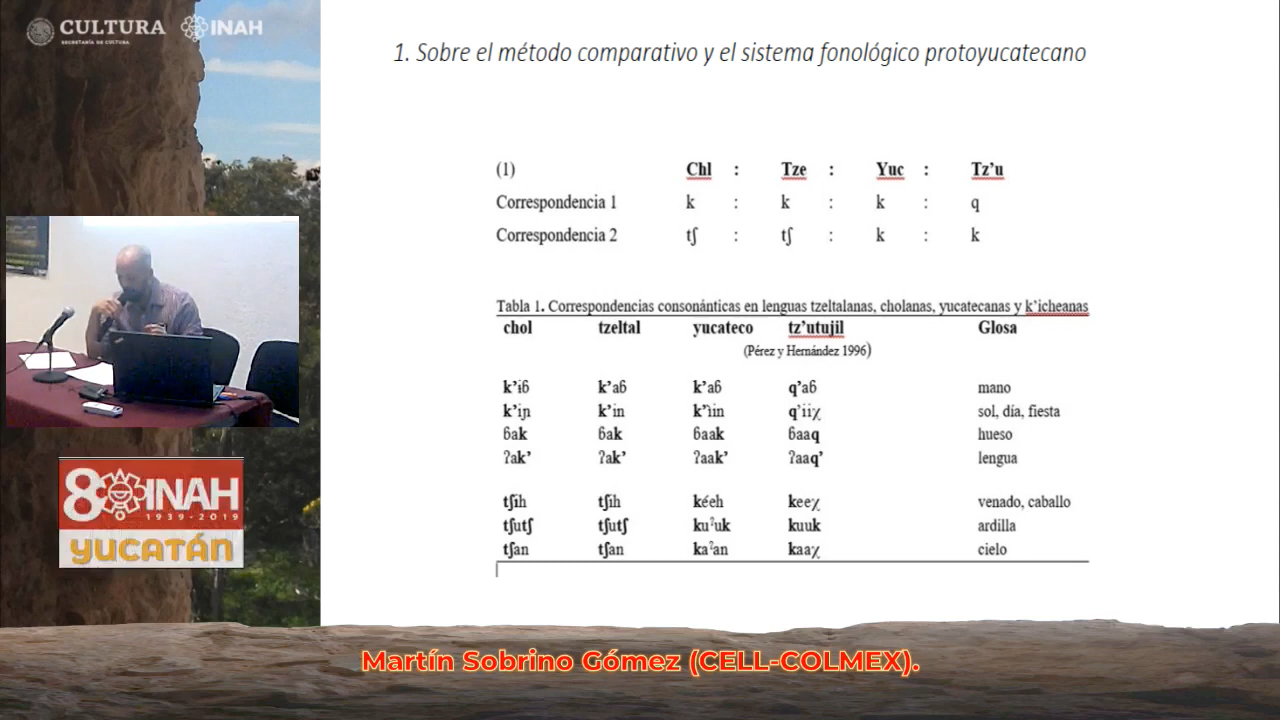 CULTURA
SECRETARÍA DE CULTURA
INAH
1. Sobre el método comparativo y el sistema fonológico protoyucatecano
(1) Chl : Tze : Yuc : Tz’u
Correspondencia 1 k : k : k : q
Correspondencia 2 tʃ : tʃ : k : k
Tabla 1. Correspondencias consonánticas en lenguas tzeltalanas, cholanas, yucatecanas y k’icheanas
chol tzeltal yucateco tz’utujil Glosa
(Pérez y Hernández 1996)
k’iɓ k’aɓ k’aɓ q’aɓ mano
k’iɲ k’in k’ìin q’iiχ sol, día, fiesta
ɓak ɓak ɓaak ɓaaq hueso
ʔak’ ʔak’ ʔaak’ ʔaaq’ lengua
tʃih tʃih kéeh keeχ venado, caballo
tʃutʃ tʃutʃ kuˀuk kuuk ardilla
tʃan tʃan kaˀan kaaχ cielo
80 INAH
1939-2019
YUCATÁN
Martín Sobrino Gómez (CELL-COLMEX).